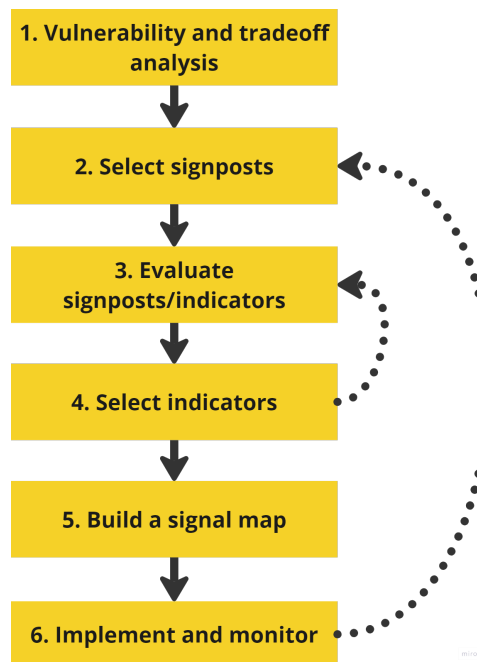 1. Vulnerability and tradeoff
analysis
2. Select signposts
3. Evaluate
signposts/indicators
4. Select indicators
5. Build a signal map
6. Implement and monitor